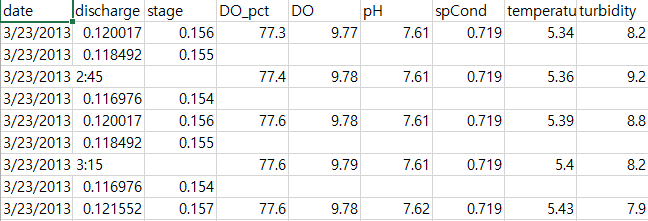 date discharge stage DO_pct DO pH spCond temperatu turbidity
3/23/2013 0.120017 0.156 77.3 9.77 7.61 0.719 5.34 8.2
3/23/2013 0.118492 0.155
3/23/2013 2:45 77.4 9.78 7.61 0.719 5.36 9.2
3/23/2013 0.116976 0.154
3/23/2013 0.120017 0.156 77.6 9.78 7.61 0.719 5.39 8.8
3/23/2013 0.118492 0.155
3/23/2013 3:15 77.6 9.79 7.61 0.719 5.4 8.2
3/23/2013 0.116976 0.154
3/23/2013 0.121552 0.157 77.6 9.78 7.62 0.719 5.43 7.9